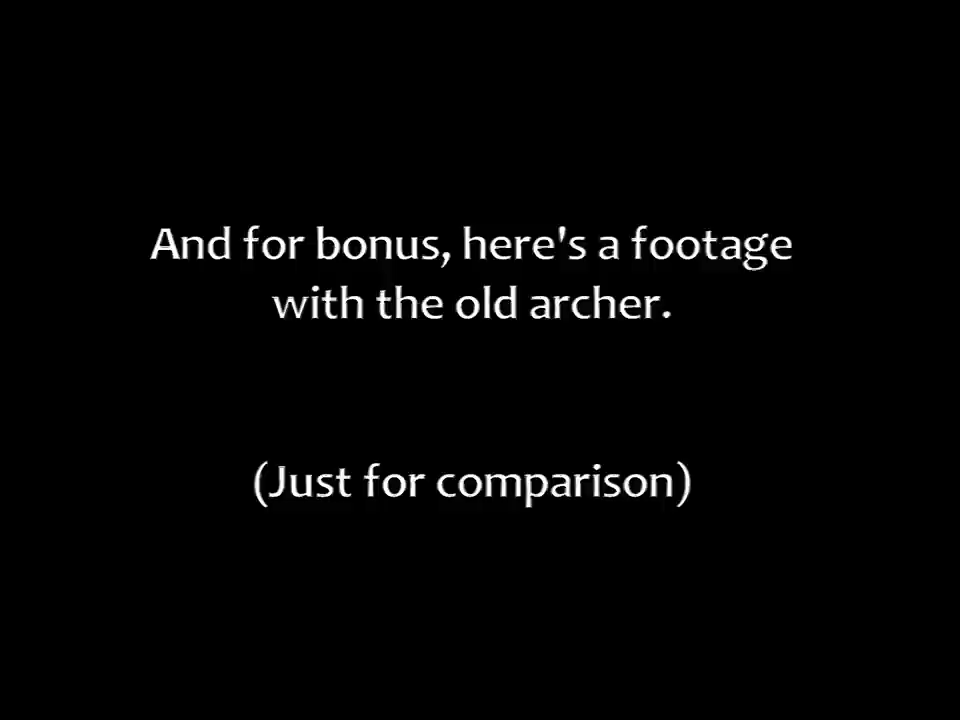 And for bonus, here's a footage
with the old archer.
(Just for comparison)